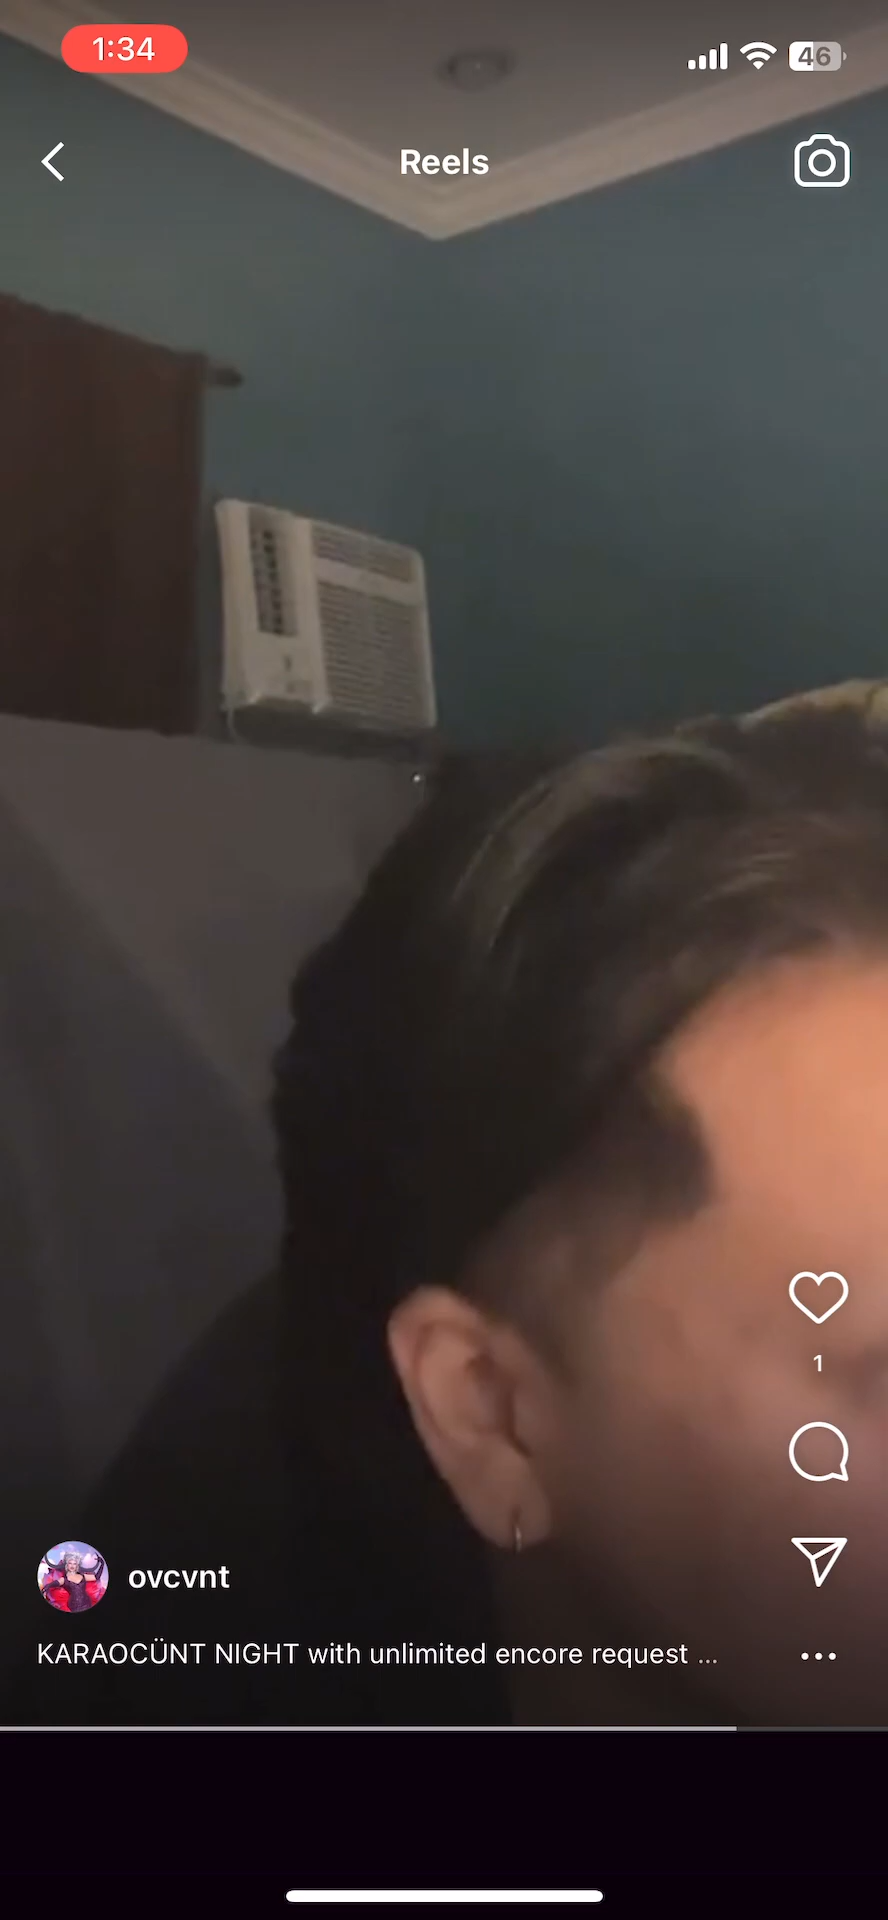 1:34
46
Reels
1
ovcvnt
KARAOCÜNT NIGHT with unlimited encore request ...